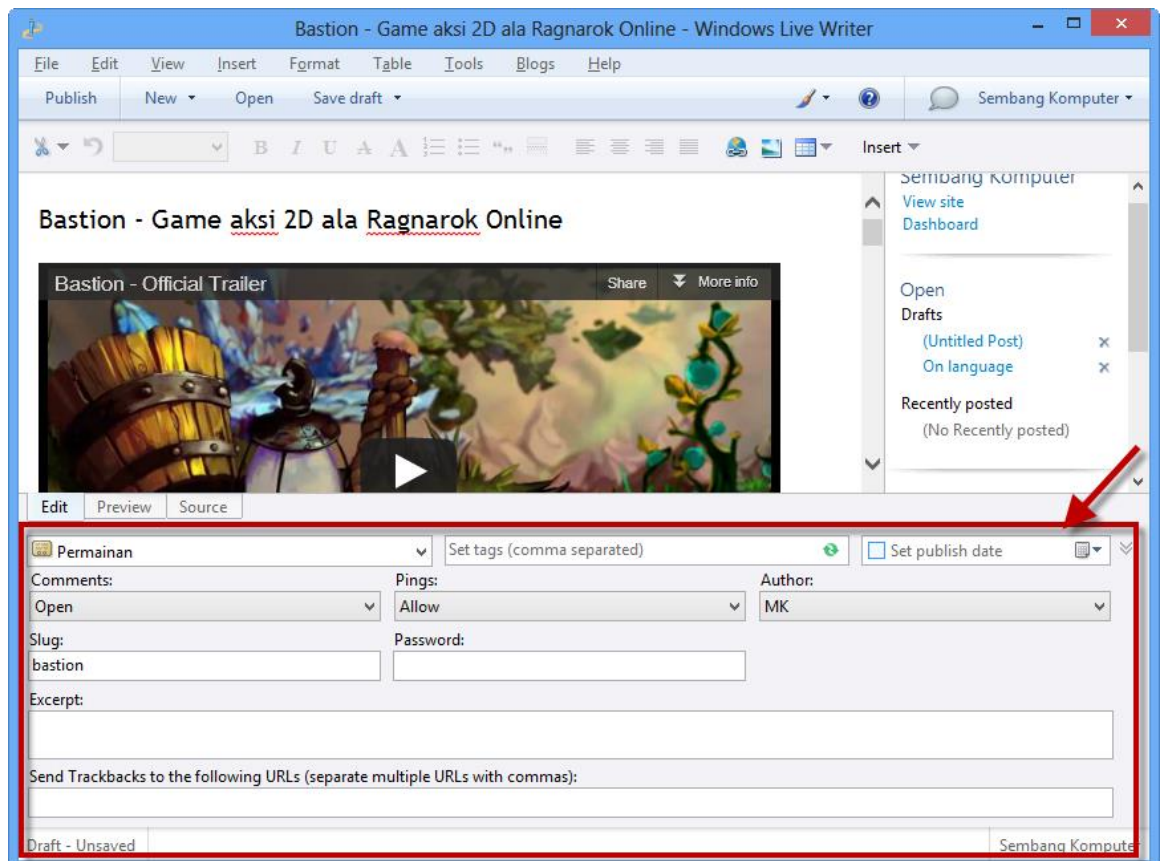 Bastion - Game aksi 2D ala Ragnarok Online - Windows Live Writer
File Edit View Insert Format Table Tools Blogs Help
Publish New Open Save draft Sembang Komputer
B I U A A Insert
Sembang Komputer
View site
Dashboard
Bastion - Game aksi 2D ala Ragnarok Online
Bastion - Official Trailer Share More info
Open
Drafts
(Untitled Post)
On language
Recently posted
(No Recently posted)
Edit Preview Source
Permainan Set tags (comma separated) Set publish date
Comments: Pings: Author:
Open Allow MK
Slug: Password:
bastion
Excerpt:
Send Trackbacks to the following URLs (separate multiple URLs with commas):
Draft - Unsaved Sembang Komputer